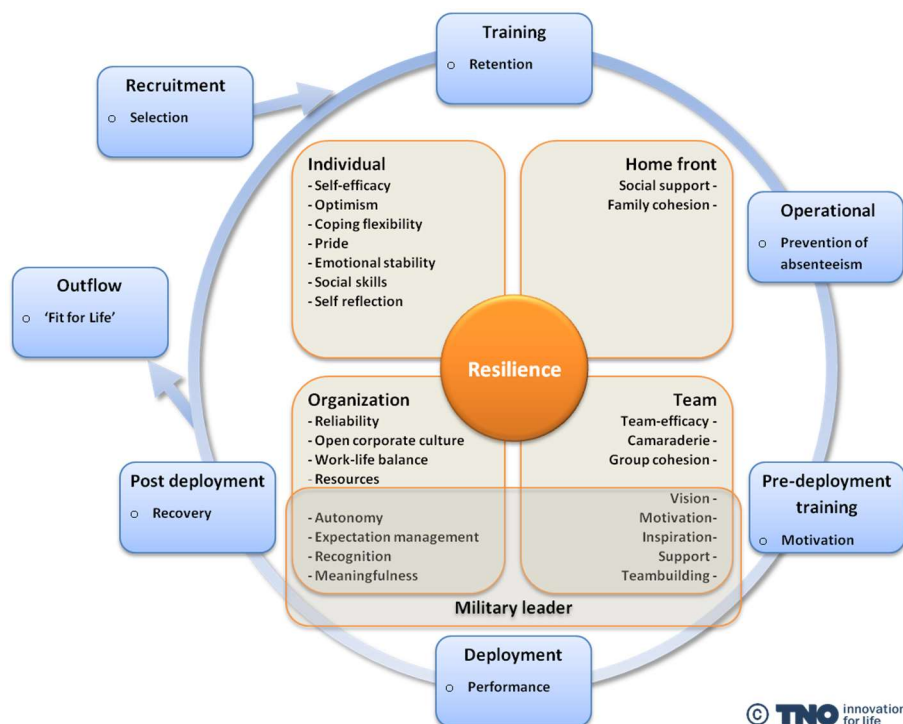 Training
○ Retention
Recruitment
○ Selection
Individual
- Self-efficacy
- Optimism
- Coping flexibility
- Pride
- Emotional stability
- Social skills
- Self reflection
Home front
Social support -
Family cohesion -
Operational
○ Prevention of
absenteeism
Outflow
○ ‘Fit for Life’
Resilience
Organization
- Reliability
- Open corporate culture
- Work-life balance
- Resources
- Autonomy
- Expectation management
- Recognition
- Meaningfulness
Team
Team-efficacy -
Camaraderie -
Group cohesion -
Vision -
Motivation-
Inspiration-
Support -
Teambuilding -
Military leader
Post deployment
○ Recovery
Pre-deployment
training
○ Motivation
Deployment
○ Performance
© TNO innovation
for life